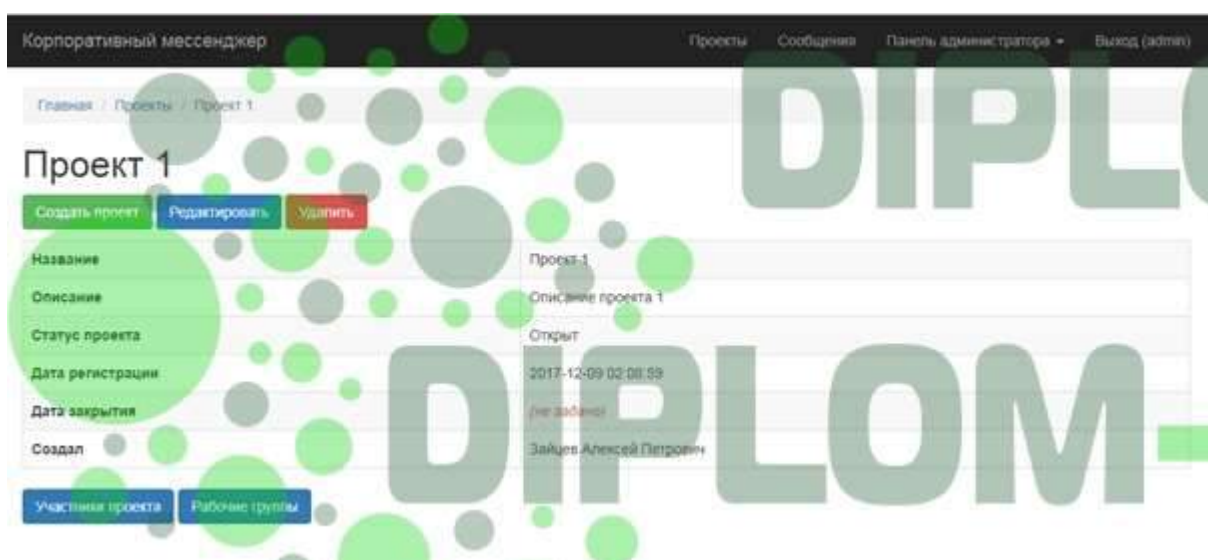 Корпоративный мессенджер Проекты Сообщения Панель администратора Выход (admin)
Главная / Проекты / Проект 1
DIPLO
Проект 1
Создать проект Редактировать Удалить
Название Проект 1
Описание Описание проекта 1
Статус проекта Открыт
Дата регистрации 2017-12-09 02:08:59
Дата закрытия (не задано)
Создал Зайцев Алексей Петрович
DIPLOM-
Участники проекта Рабочие группы